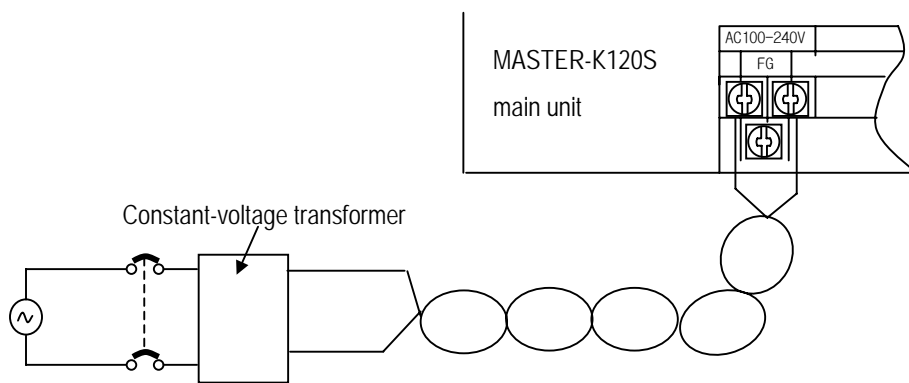 AC100-240V
FG
MASTER-K120S
main unit
Constant-voltage transformer